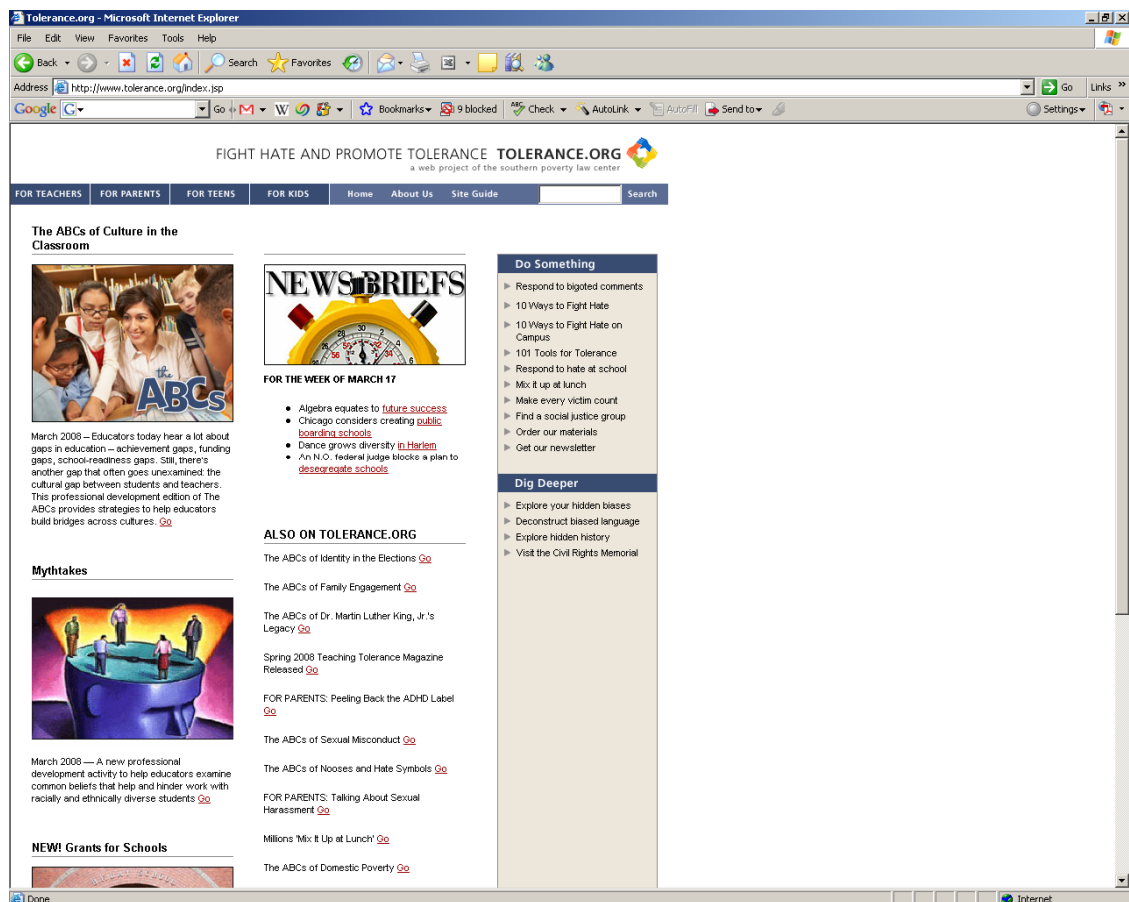 Tolerance.org - Microsoft Internet Explorer
File Edit View Favorites Tools Help
Back Search Favorites
Address http://www.tolerance.org/index.jsp Go Links »
Google G Go W Bookmarks 9 blocked Check AutoLink AutoFill Send to Settings
FIGHT HATE AND PROMOTE TOLERANCE TOLERANCE.ORG
a web project of the southern poverty law center
FOR TEACHERS FOR PARENTS FOR TEENS FOR KIDS Home About Us Site Guide Search
The ABCs of Culture in the
Classroom
the
ABCs
March 2008 – Educators today hear a lot about
gaps in education – achievement gaps, funding
gaps, school-readiness gaps. Still, there's
another gap that often goes unexamined: the
cultural gap between students and teachers.
This professional development edition of The
ABCs provides strategies to help educators
build bridges across cultures. Go
Mythtakes
March 2008 — A new professional
development activity to help educators examine
common beliefs that help and hinder work with
racially and ethnically diverse students Go
NEW! Grants for Schools
NEWS BRIEFS
FOR THE WEEK OF MARCH 17
• Algebra equates to future success
• Chicago considers creating public
boarding schools
• Dance grows diversity in Harlem
• An N.O. federal judge blocks a plan to
desegregate schools
ALSO ON TOLERANCE.ORG
The ABCs of Identity in the Elections Go
The ABCs of Family Engagement Go
The ABCs of Dr. Martin Luther King, Jr.'s
Legacy Go
Spring 2008 Teaching Tolerance Magazine
Released Go
FOR PARENTS: Peeling Back the ADHD Label
Go
The ABCs of Sexual Misconduct Go
The ABCs of Nooses and Hate Symbols Go
FOR PARENTS: Talking About Sexual
Harassment Go
Millions 'Mix It Up at Lunch' Go
The ABCs of Domestic Poverty Go
Do Something
Respond to bigoted comments
10 Ways to Fight Hate
10 Ways to Fight Hate on
Campus
101 Tools for Tolerance
Respond to hate at school
Mix it up at lunch
Make every victim count
Find a social justice group
Order our materials
Get our newsletter
Dig Deeper
Explore your hidden biases
Deconstruct biased language
Explore hidden history
Visit the Civil Rights Memorial
Done Internet